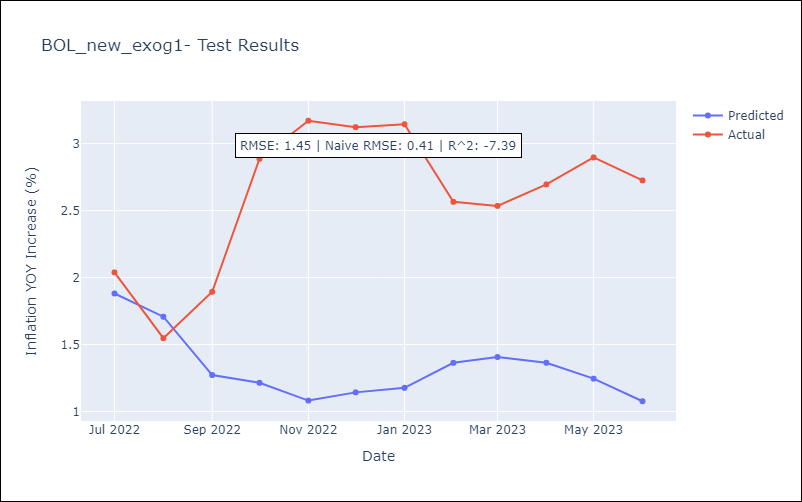 BOL_new_exog1- Test Results
Predicted
Actual
RMSE: 1.45 | Naive RMSE: 0.41 | R^2: -7.39
Inflation YOY Increase (%)
3
2.5
2
1.5
1
Jul 2022
Sep 2022
Nov 2022
Jan 2023
Mar 2023
May 2023
Date